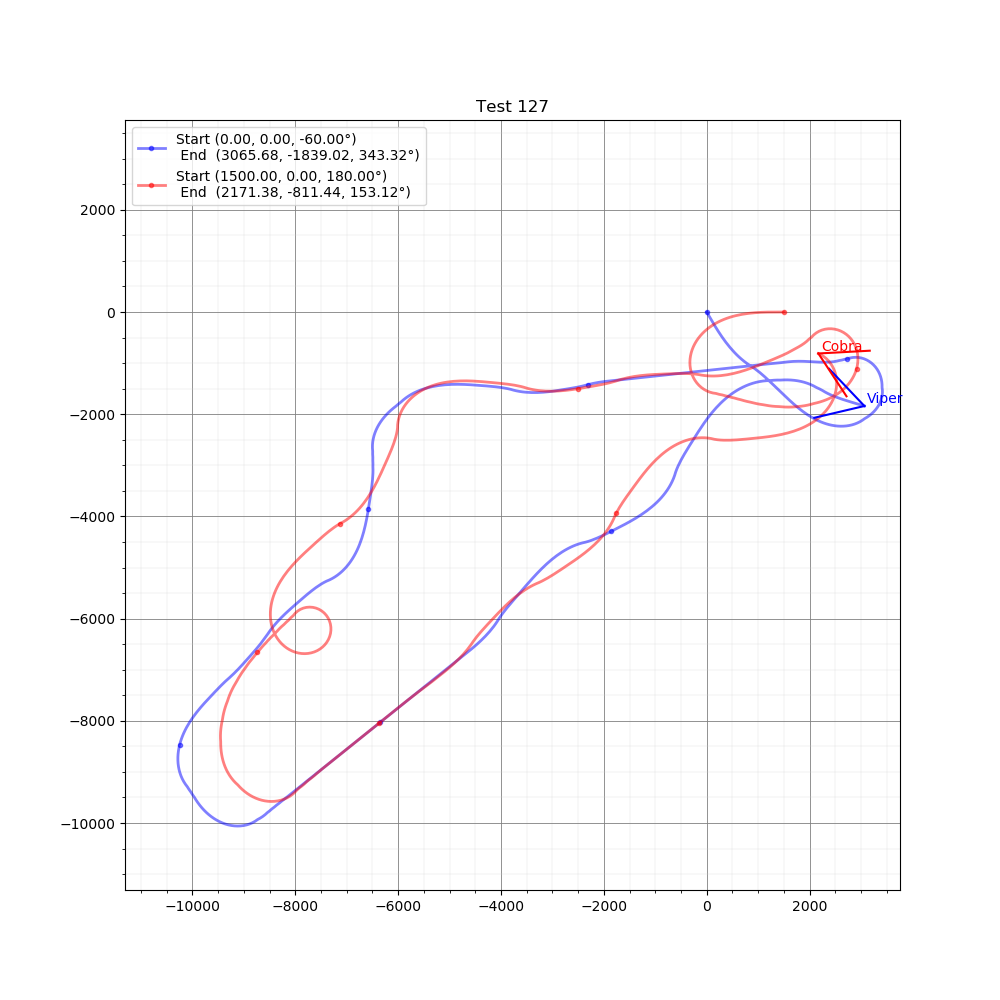 Test 127
Start (0.00, 0.00, -60.00°)
End (3065.68, -1839.02, 343.32°)
Start (1500.00, 0.00, 180.00°)
End (2171.38, -811.44, 153.12°)
2000
0
−2000
−4000
−6000
−8000
−10000
Cobra
Viper
−10000 −8000 −6000 −4000 −2000 0 2000